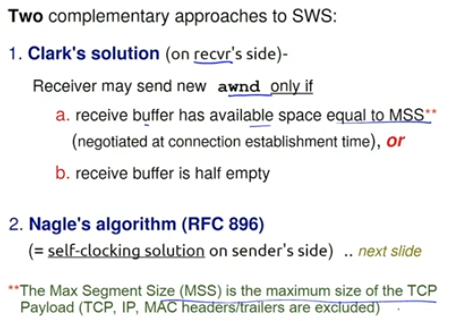 Two complementary approaches to SWS:
1. Clark's solution (on recvr's side)-
Receiver may send new awnd only if
a. receive buffer has available space equal to MSS**
(negotiated at connection establishment time), or
b. receive buffer is half empty
2. Nagle's algorithm (RFC 896)
(= self-clocking solution on sender's side) .. next slide
**The Max Segment Size (MSS) is the maximum size of the TCP
Payload (TCP, IP, MAC headers/trailers are excluded)